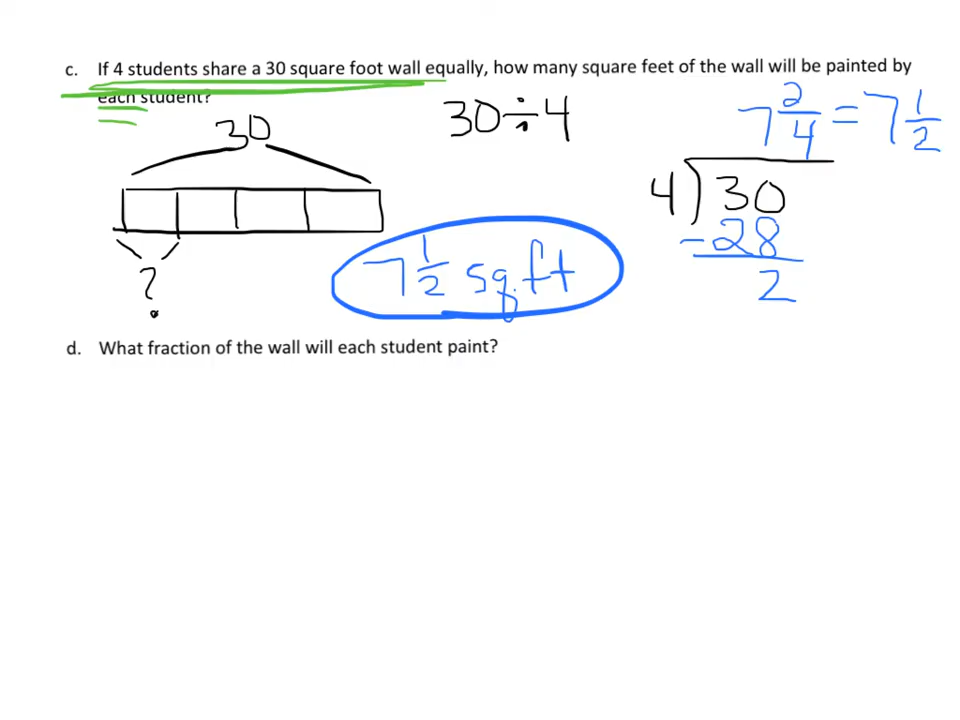 c. If 4 students share a 30 square foot wall equally, how many square feet of the wall will be painted by
each student?
30
30 ÷ 4
7 2/4 = 7 1/2
4) 30
- 28
2
?
7 1/2 sq. ft
d. What fraction of the wall will each student paint?